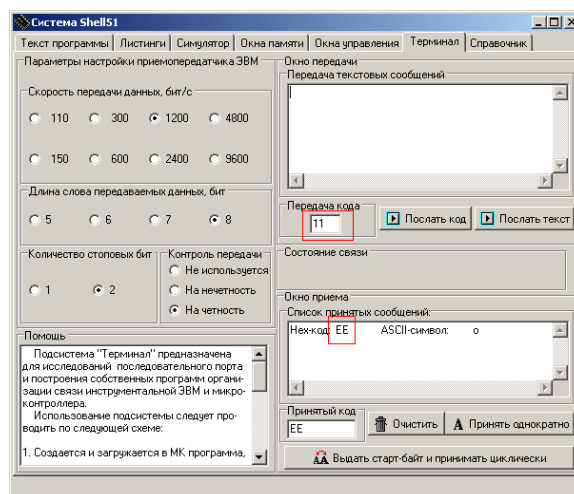 Система Shell51
Текст программы Листинги Симулятор Окна памяти Окна управления Терминал Справочник
Параметры настройки приемопередатчика ЭВМ
Скорость передачи данных, бит/с
110 300 1200 4800
150 600 2400 9600
Длина слова передаваемых данных, бит
5 6 7 8
Количество стоповых бит
1 2
Контроль передачи
Не используется
На нечетность
На четность
Помощь
Подсистема "Терминал" предназначена
для исследований последовательного порта
и построения собственных программ органи-
зации связи инструментальной ЭВМ и микро-
контроллера.
Использование подсистемы следует про-
водить по следующей схеме:
1. Создается и загружается в МК программа,
Окно передачи
Передача текстовых сообщений
Передача кода
11
Послать код Послать текст
Состояние связи
Окно приема
Список принятых сообщений:
Hex-код: EE ASCII-символ: о
Принятый код
EE
Очистить A Принять однократно
Выдать старт-байт и принимать циклически